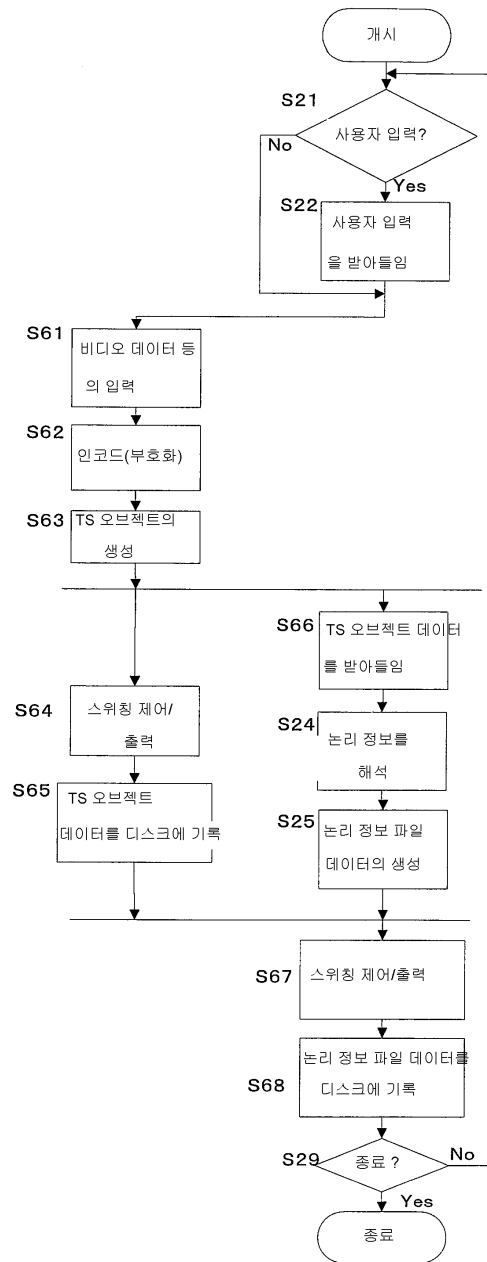 개시
S21
사용자 입력?
No
Yes
S22
사용자 입력
을 받아들임
S61
비디오 데이터 등
의 입력
S62
인코드(부호화)
S63
TS 오브젝트의
생성
S66
TS 오브젝트 데이터
를 받아들임
S64
스위칭 제어/
출력
S24
논리 정보를
해석
S65
TS 오브젝트
데이터를 디스크에 기록
S25
논리 정보 파일
데이터의 생성
S67
스위칭 제어/출력
S68
논리 정보 파일 데이터를
디스크에 기록
S29
종료 ?
No
Yes
종료